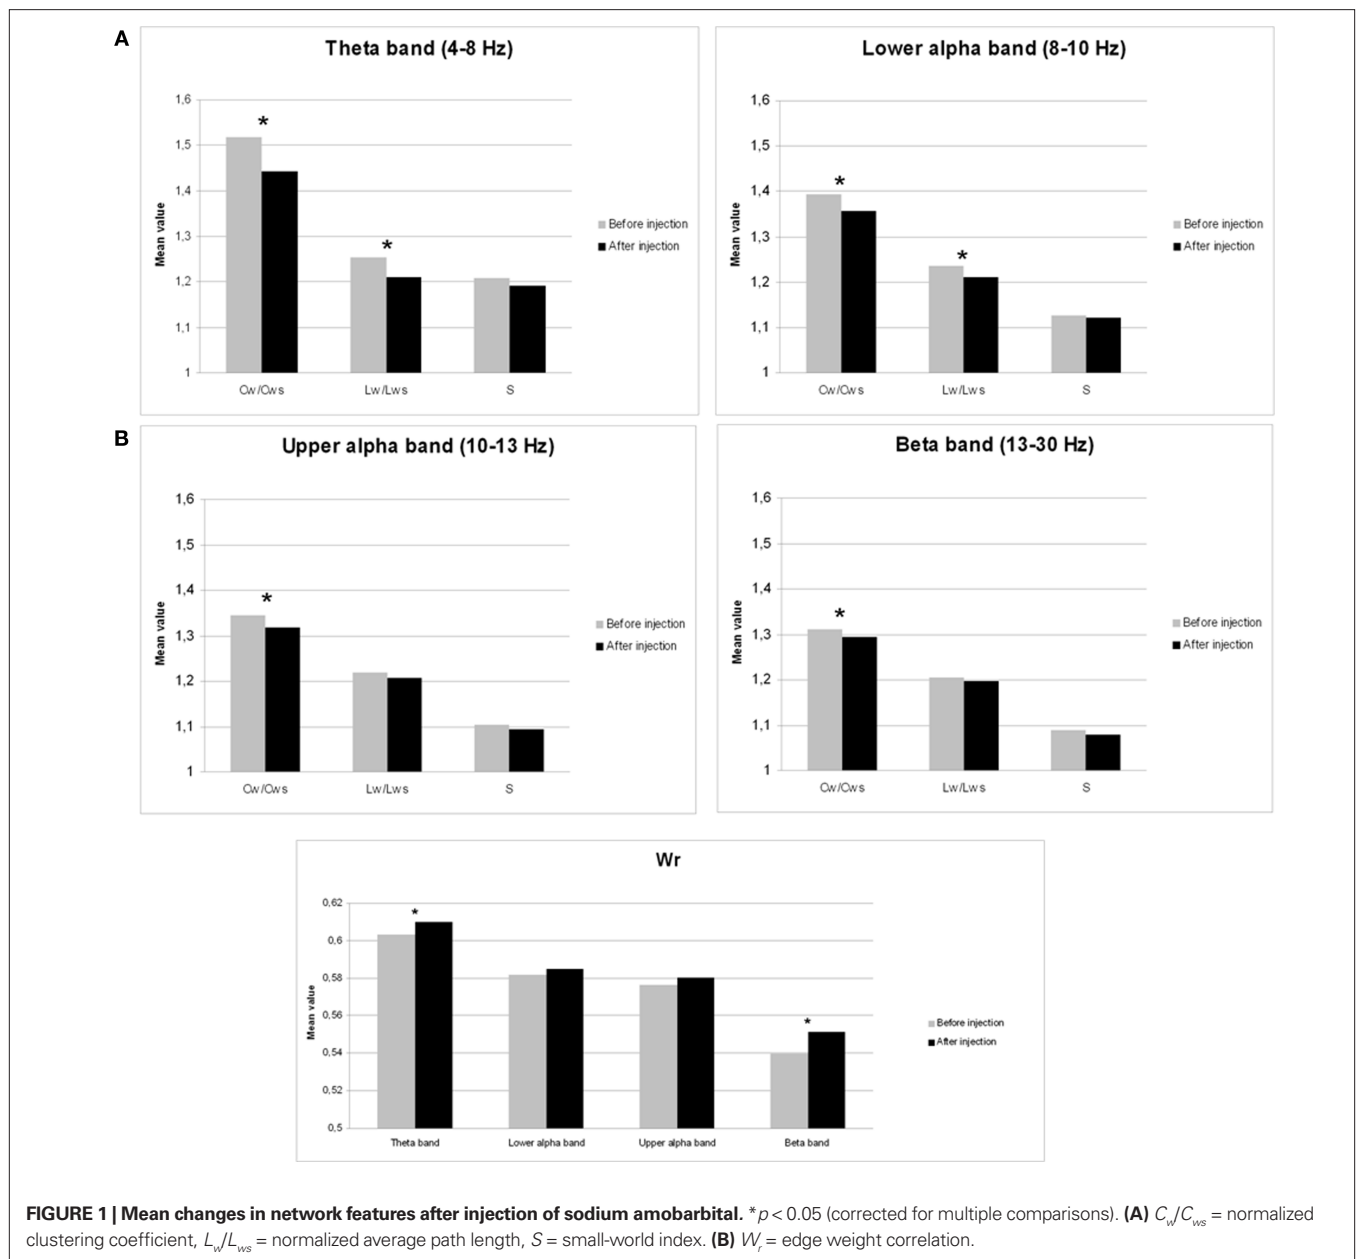 A
Theta band (4-8 Hz)
1,6
1,5
1,4
1,3
1,2
1,1
1
Mean value
*
*
Cw/Cws
Lw/Lws
S
Before injection
After injection
Lower alpha band (8-10 Hz)
1,6
1,5
1,4
1,3
1,2
1,1
1
Mean value
*
*
Cw/Cws
Lw/Lws
S
Before injection
After injection
B
Upper alpha band (10-13 Hz)
1,6
1,5
1,4
1,3
1,2
1,1
1
Mean value
*
Cw/Cws
Lw/Lws
S
Before injection
After injection
Beta band (13-30 Hz)
1,6
1,5
1,4
1,3
1,2
1,1
1
Mean value
*
Cw/Cws
Lw/Lws
S
Before injection
After injection
Wr
0,62
0,6
0,58
0,56
0,54
0,52
0,5
Mean value
*
*
Theta band
Lower alpha band
Upper alpha band
Beta band
Before injection
After injection
FIGURE 1 | Mean changes in network features after injection of sodium amobarbital. *p < 0.05 (corrected for multiple comparisons). (A) Cw/Cws = normalized
clustering coefficient, Lw/Lws = normalized average path length, S = small-world index. (B) Wr = edge weight correlation.